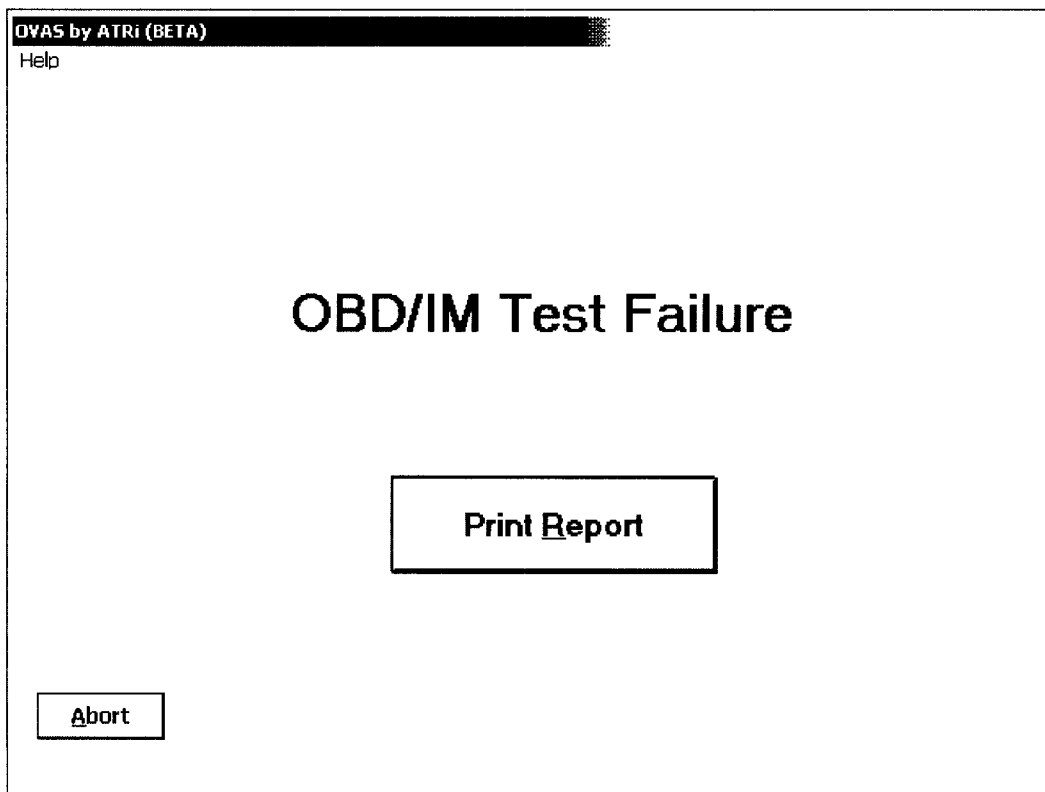 OVAS by ATRi (BETA)
Help
OBD/IM Test Failure
Print Report
Abort